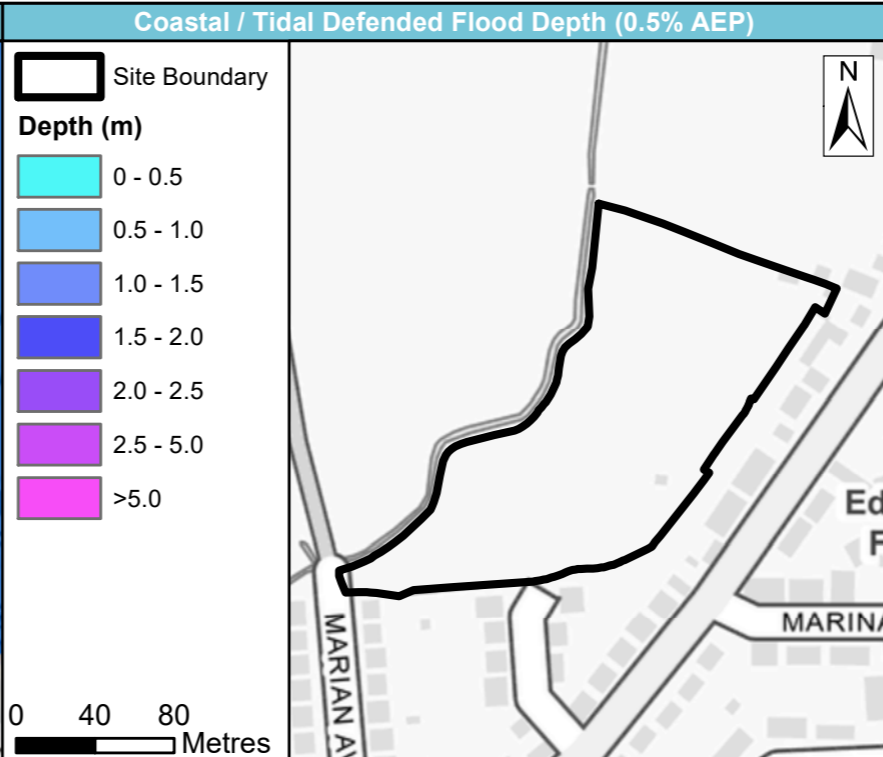 Coastal / Tidal Defended Flood Depth (0.5% AEP)
Site Boundary
Depth (m)
0 - 0.5
0.5 - 1.0
1.0 - 1.5
1.5 - 2.0
2.0 - 2.5
2.5 - 5.0
>5.0
0 40 80
Metres
N
Ed
F
MARINA
MARIAN AV